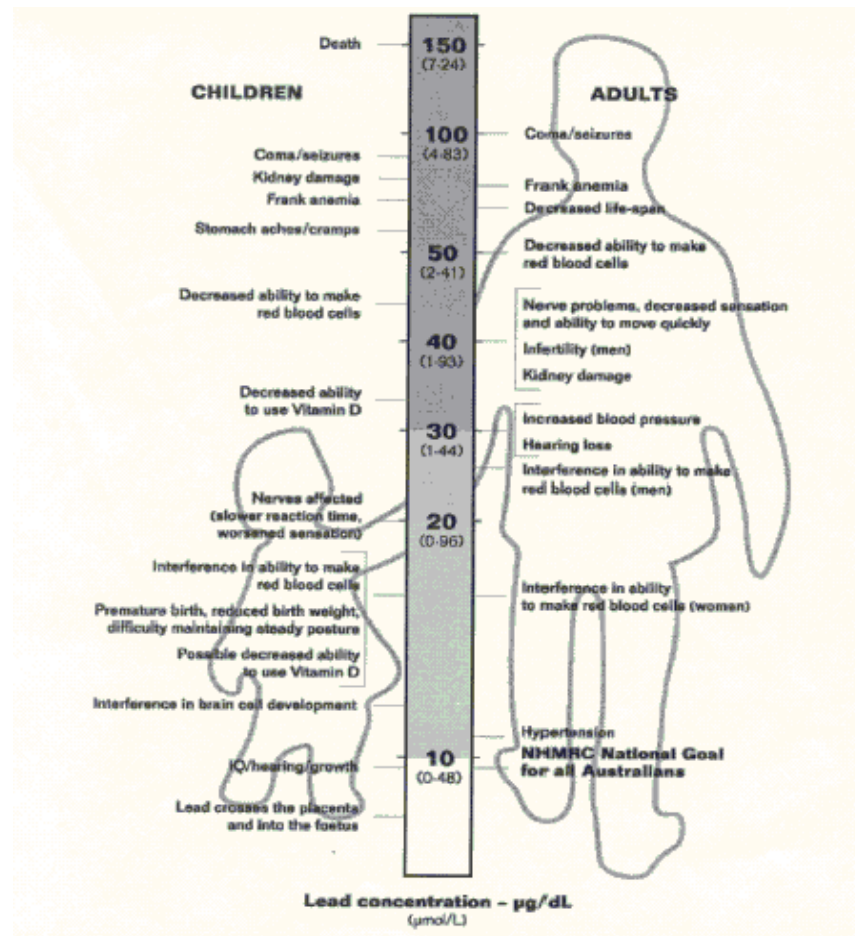 CHILDREN
Death
Coma/seizures
Kidney damage
Frank anemia
Stomach aches/cramps
Decreased ability to make
red blood cells
Decreased ability
to use Vitamin D
Nerves affected
(slower reaction time,
worsened sensation)
Interference in ability to make
red blood cells
Premature birth, reduced birth weight,
difficulty maintaining steady posture
Possible decreased ability
to use Vitamin D
Interference in brain cell development
IQ/hearing/growth
Lead crosses the placenta
and into the foetus
150
(7·24)
100
(4·83)
50
(2·41)
40
(1·93)
30
(1·44)
20
(0·96)
10
(0·48)
ADULTS
Coma/seizures
Frank anemia
Decreased life-span
Decreased ability to make
red blood cells
Nerve problems, decreased sensation
and ability to move quickly
Infertility (men)
Kidney damage
Increased blood pressure
Hearing loss
Interference in ability to make
red blood cells (men)
Interference in ability
to make red blood cells (women)
Hypertension
NHMRC National Goal
for all Australians
Lead concentration – µg/dL
(µmol/L)